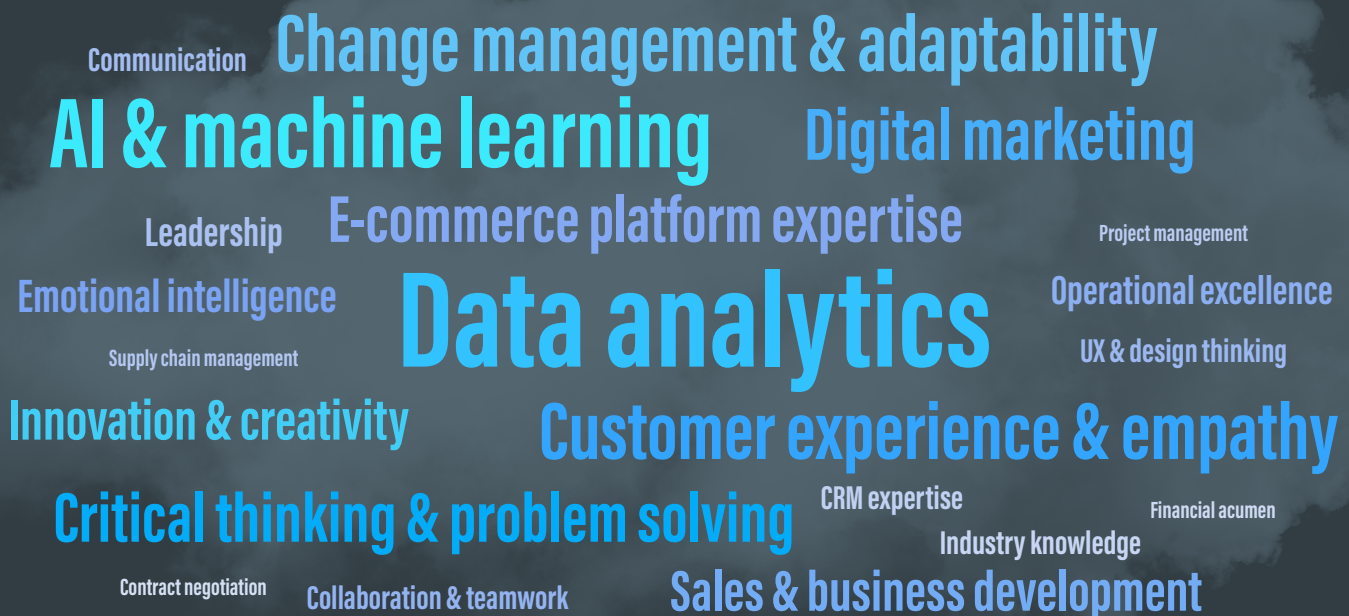 Communication
Change management & adaptability
AI & machine learning
Digital marketing
Leadership
E-commerce platform expertise
Project management
Emotional intelligence
Data analytics
Operational excellence
Supply chain management
UX & design thinking
Innovation & creativity
Customer experience & empathy
Critical thinking & problem solving
CRM expertise
Financial acumen
Industry knowledge
Contract negotiation
Collaboration & teamwork
Sales & business development